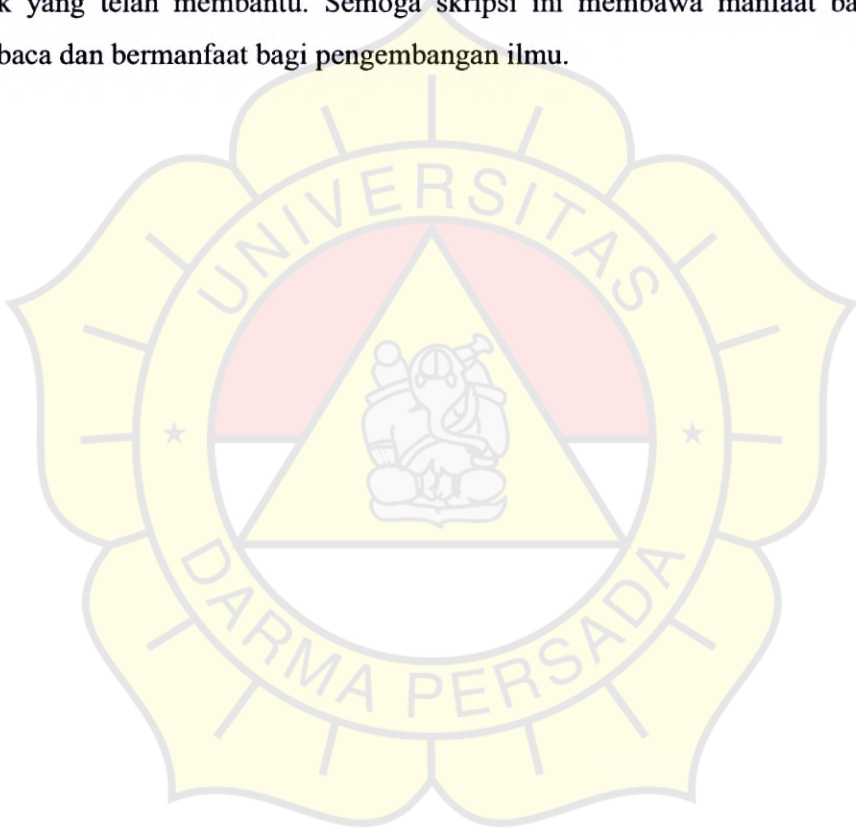 k yang telah membantu. Semoga skripsi ini membawa manfaat ba
baca dan bermanfaat bagi pengembangan ilmu.
UNIVERSITAS
DARMA PERSADA